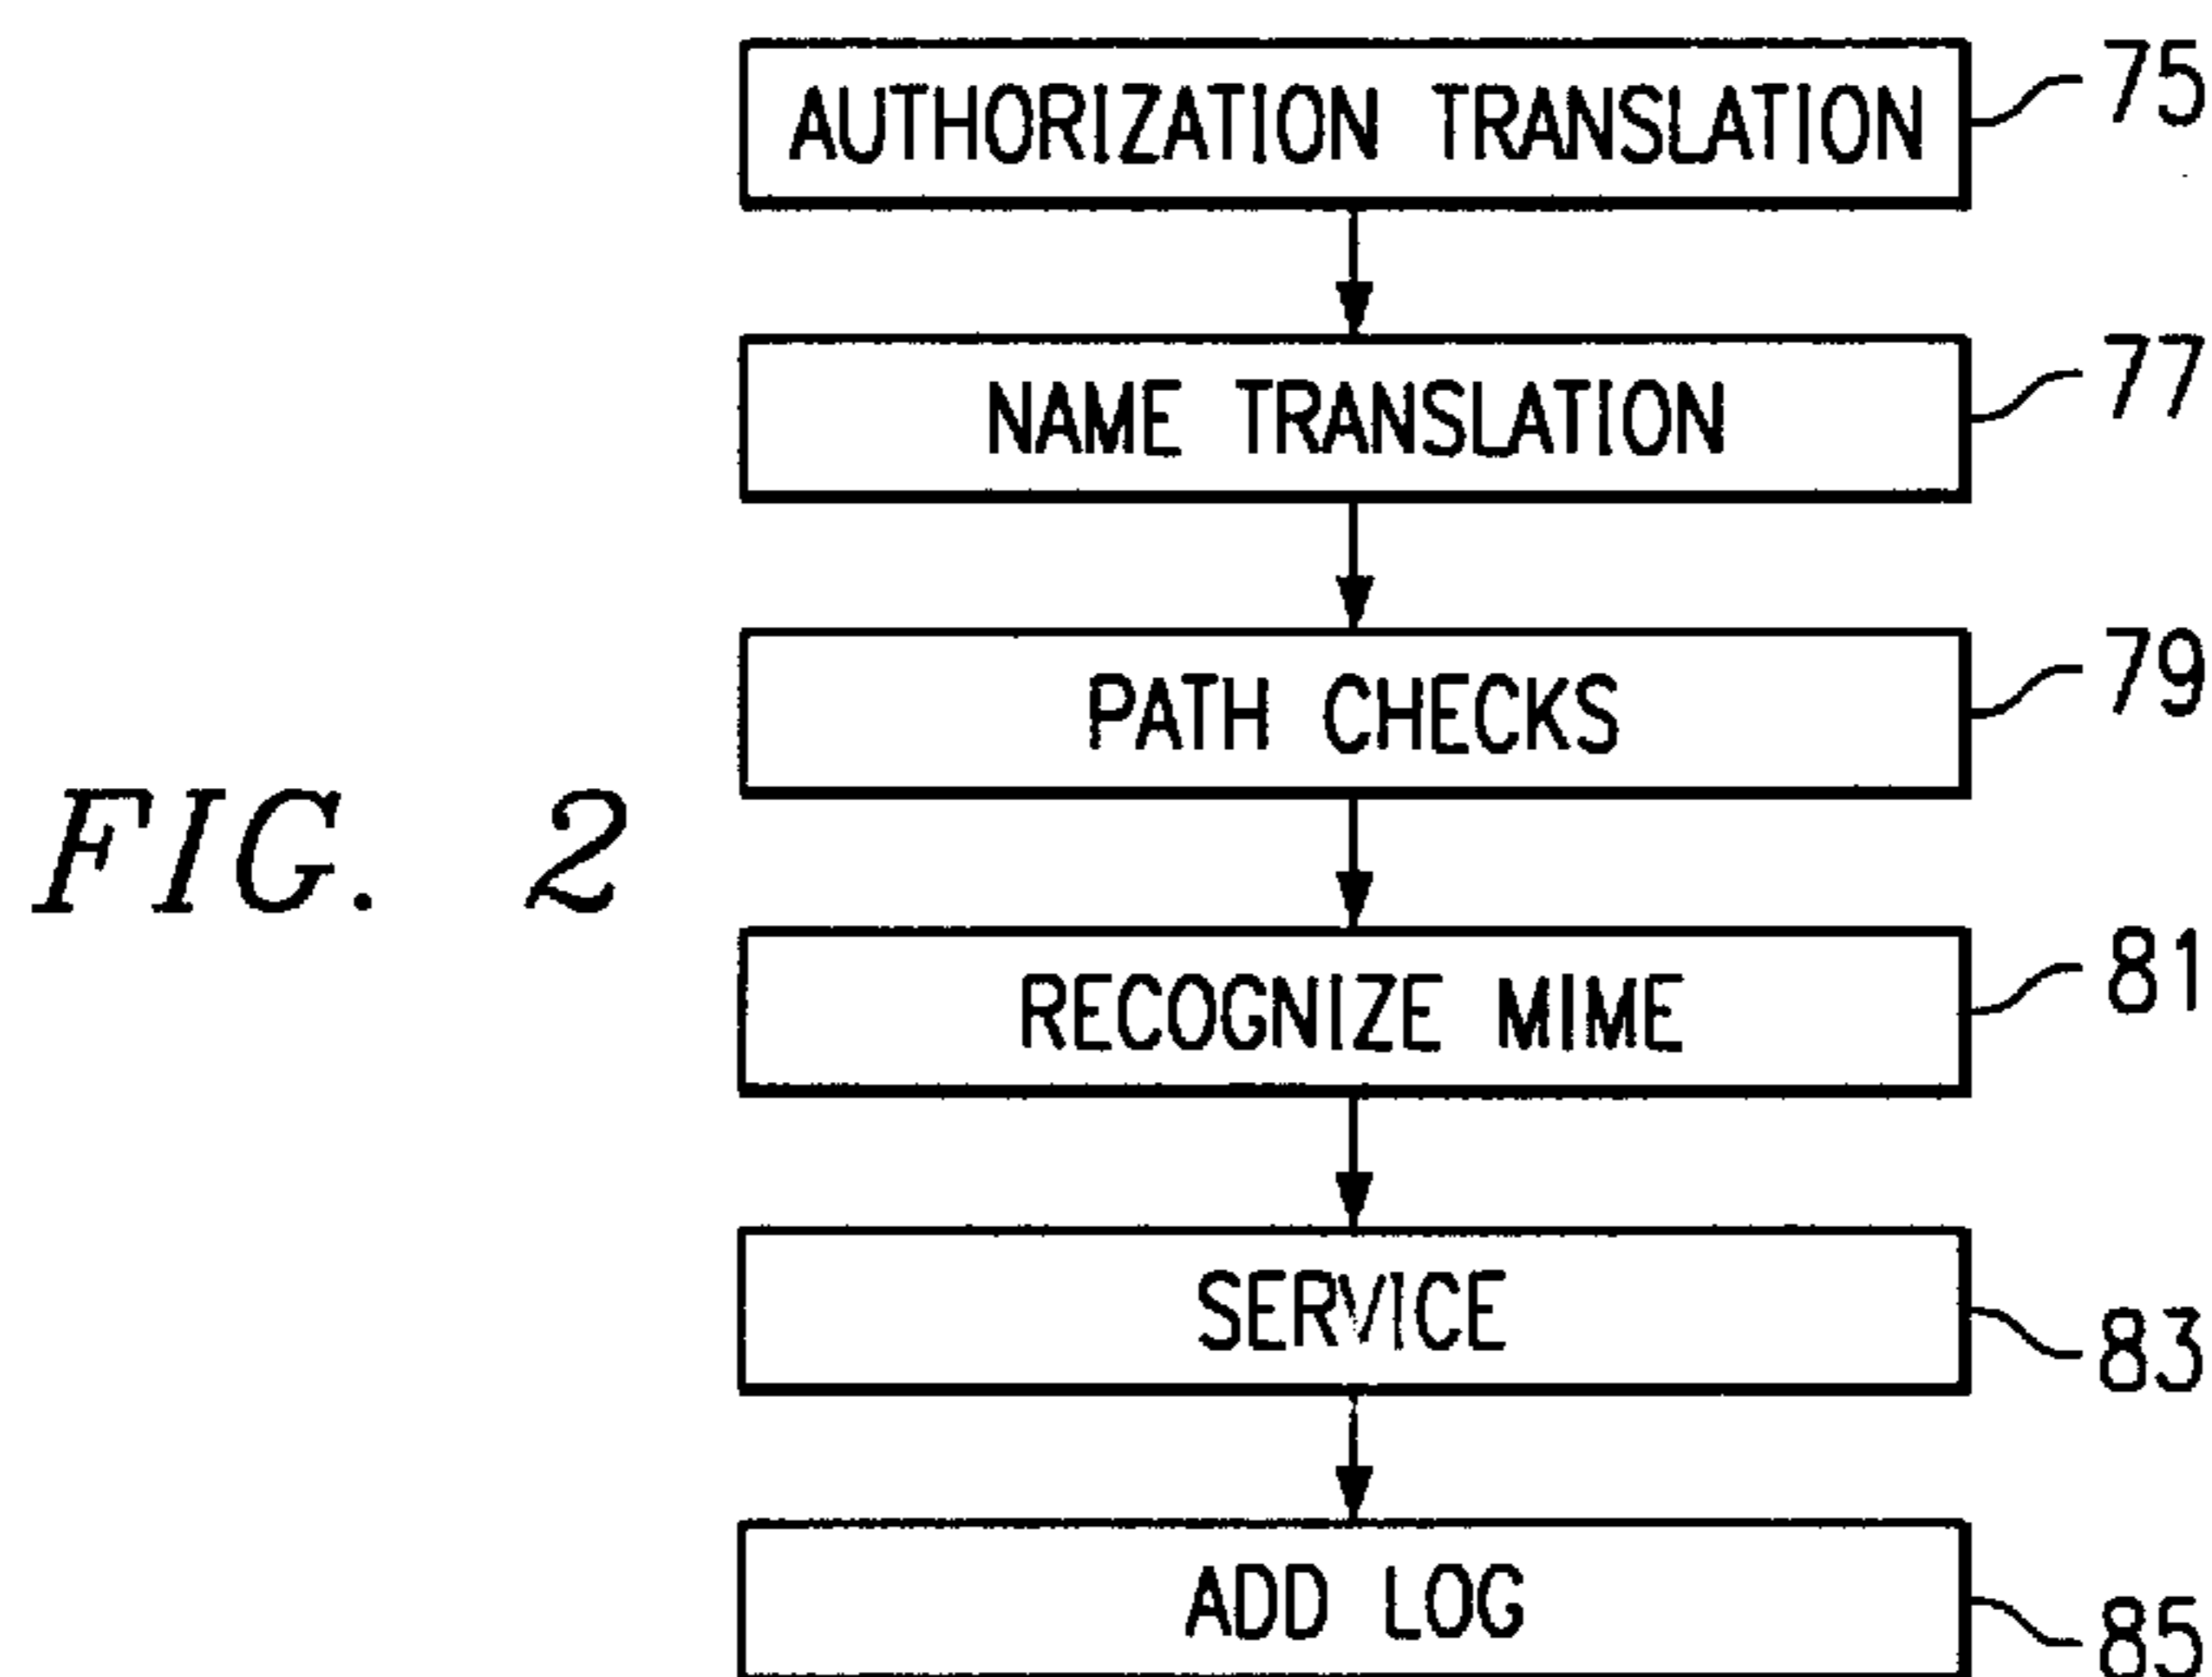 AUTHORIZATION TRANSLATION 75
NAME TRANSLATION 77
PATH CHECKS 79
FIG. 2
RECOGNIZE MIME 81
SERVICE 83
ADD LOG 85